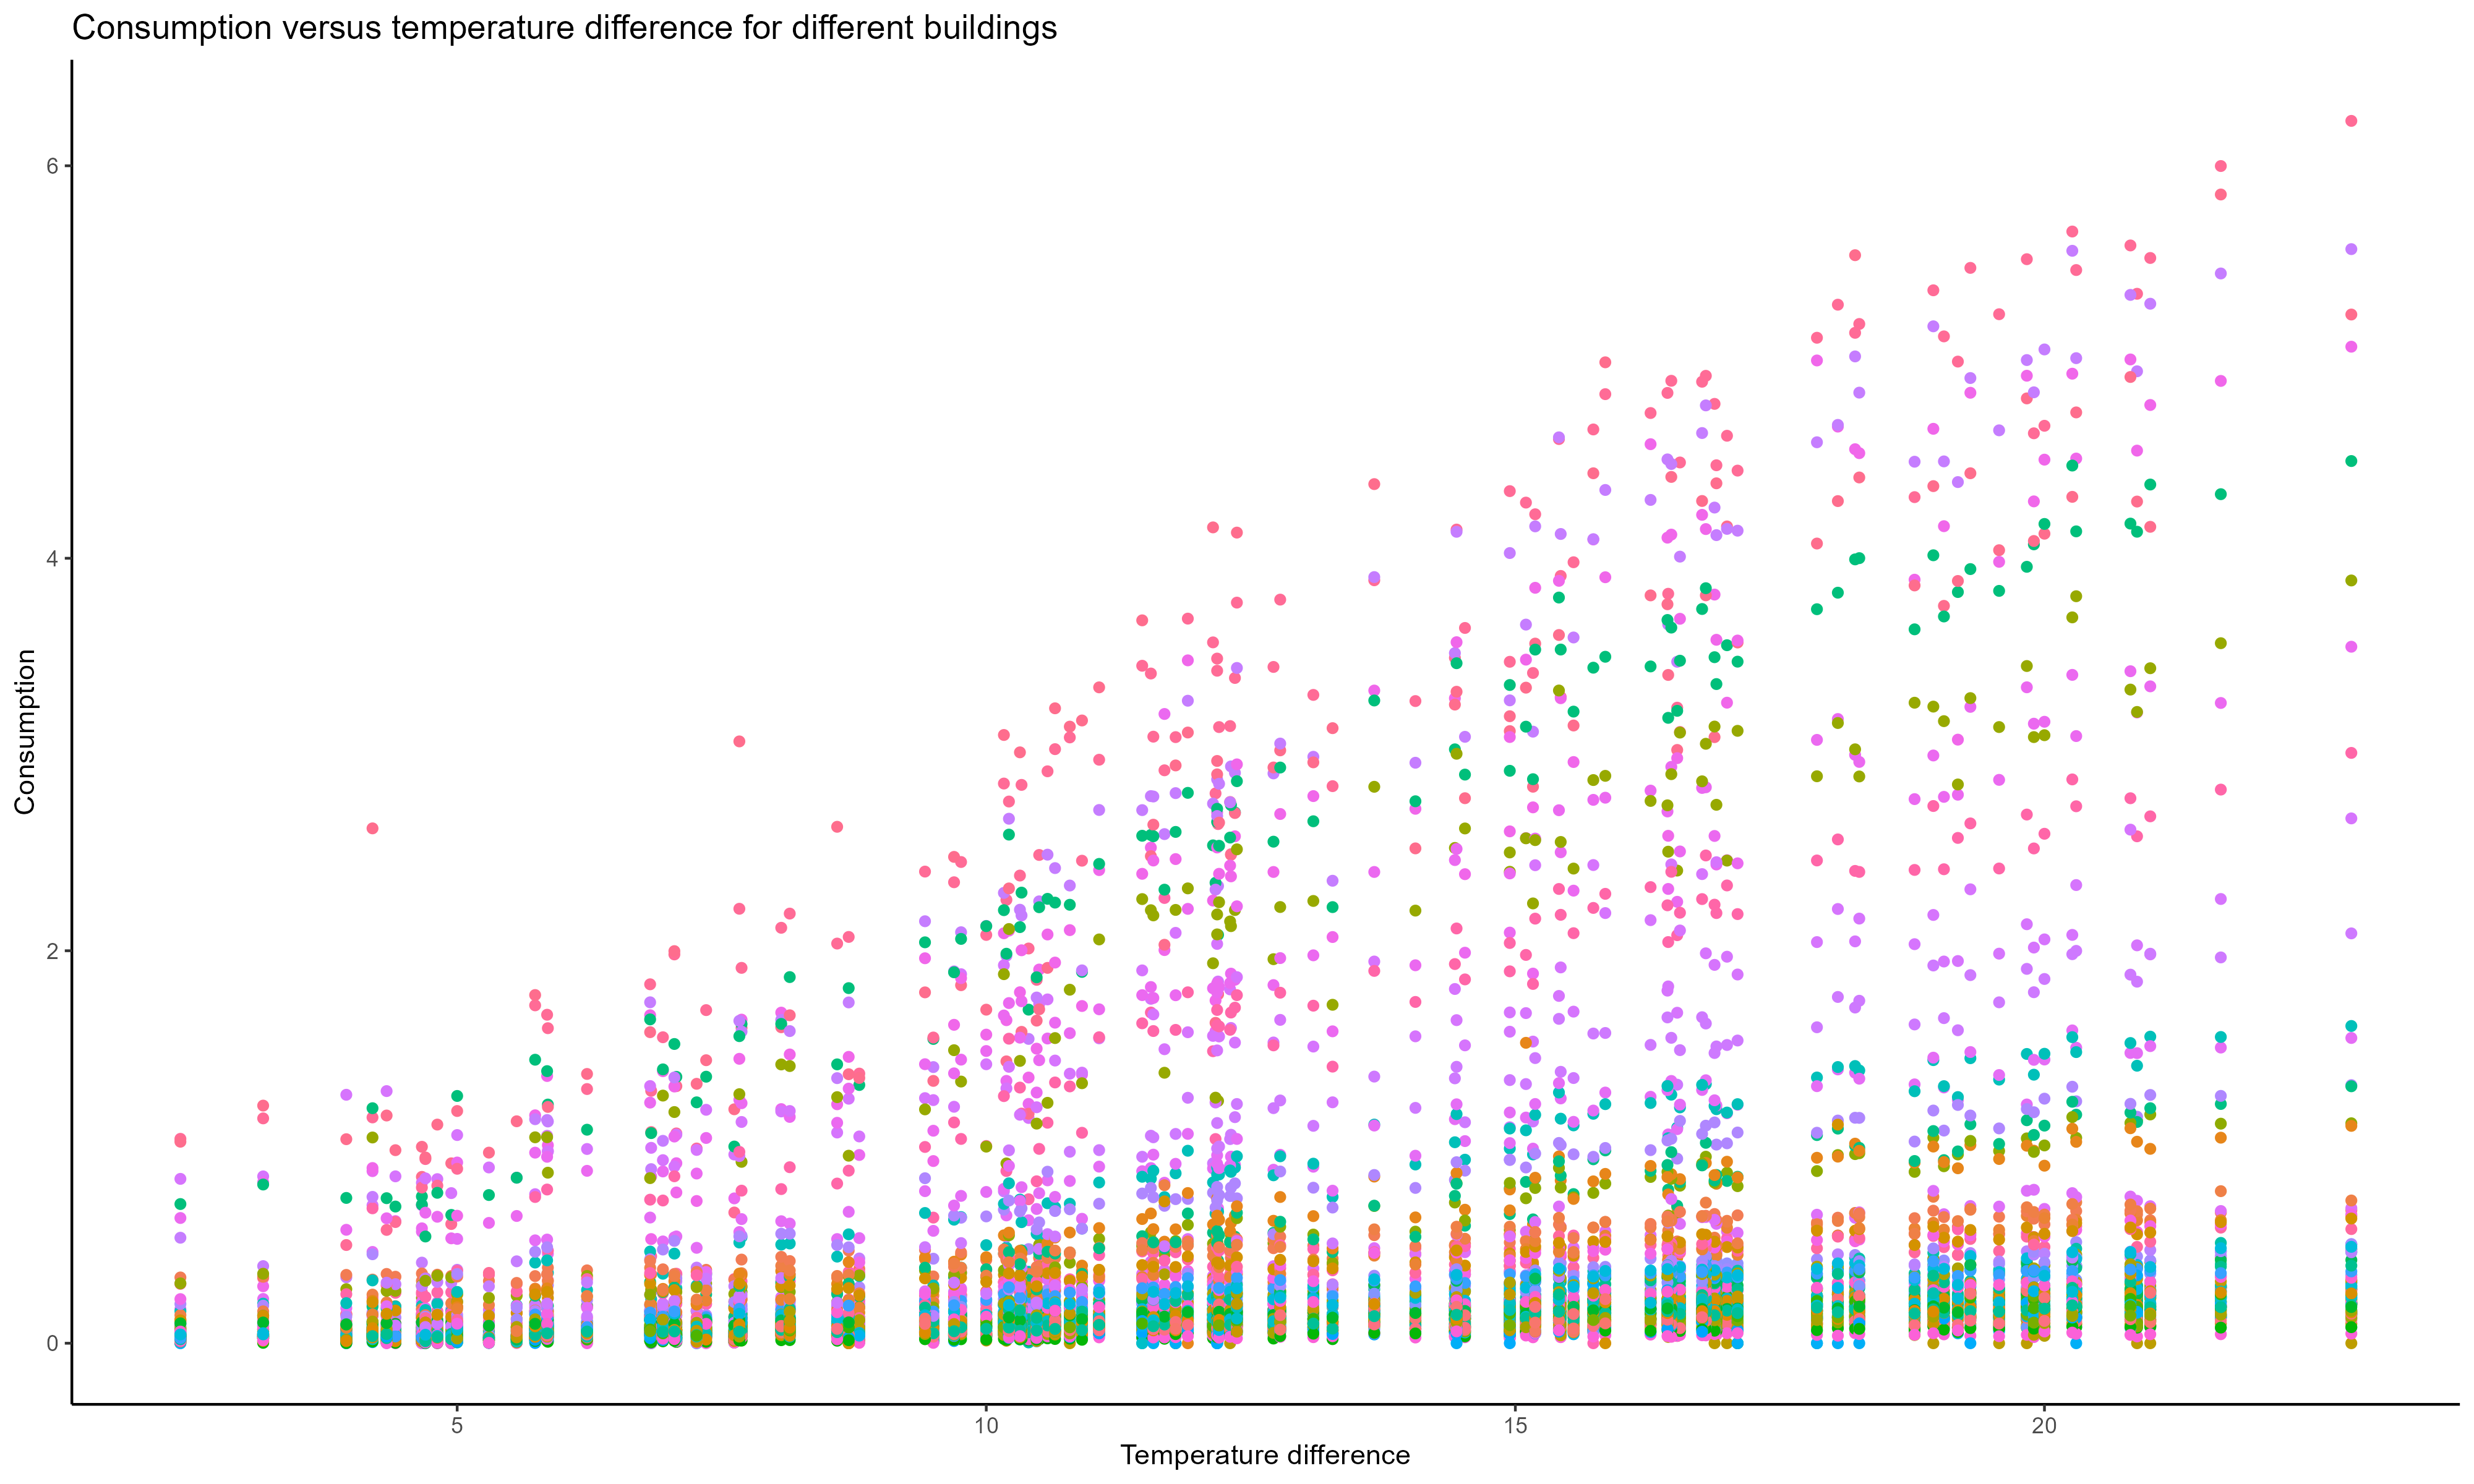 Consumption versus temperature difference for different buildings
6
4
2
0
Consumption
5 10 15 20
Temperature difference